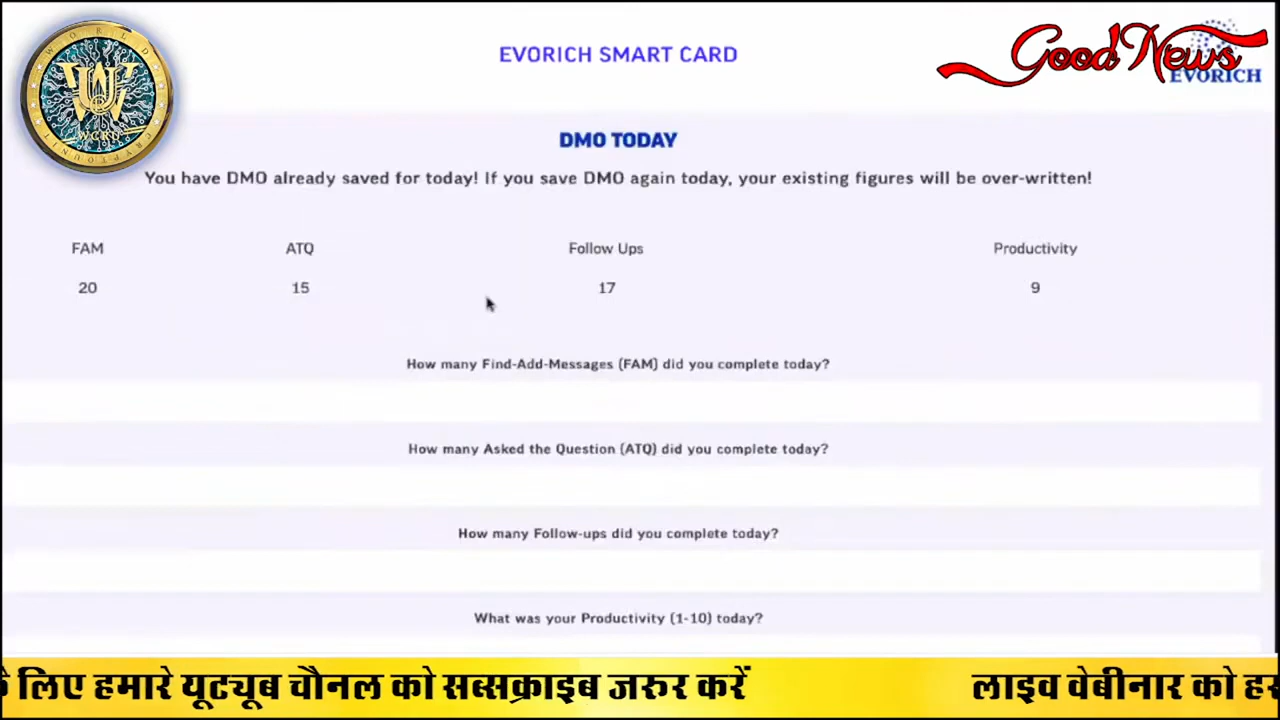 EVORICH SMART CARD
Good News
EVORICH
WORLD
WCRU
CRYPTOUNIT
DMO TODAY
You have DMO already saved for today! If you save DMO again today, your existing figures will be over-written!
FAM ATQ Follow Ups Productivity
20 15 17 9
How many Find-Add-Messages (FAM) did you complete today?
How many Asked the Question (ATQ) did you complete today?
How many Follow-ups did you complete today?
What was your Productivity (1-10) today?
लिए हमारे यूट्यूब चौनल को सब्सक्राइब जरुर करें लाइव वेबीनार को